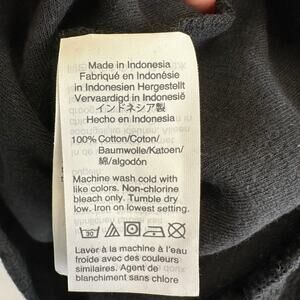 Made in Indonesia
Fabriqué en Indonésie
in Indonesien Hergestellt
Vervaardigd in Indonesië
インドネシア製
Hecho en Indonesia
100% Cotton/Coton/
Baumwolle/Katoen/
綿/algodón
Machine wash cold with
like colors. Non-chlorine
bleach only. Tumble dry
low. Iron on lowest setting.
30
Laver à la machine à l'eau
froide avec des couleurs
similaires. Agent de
blanchiment sans chlore